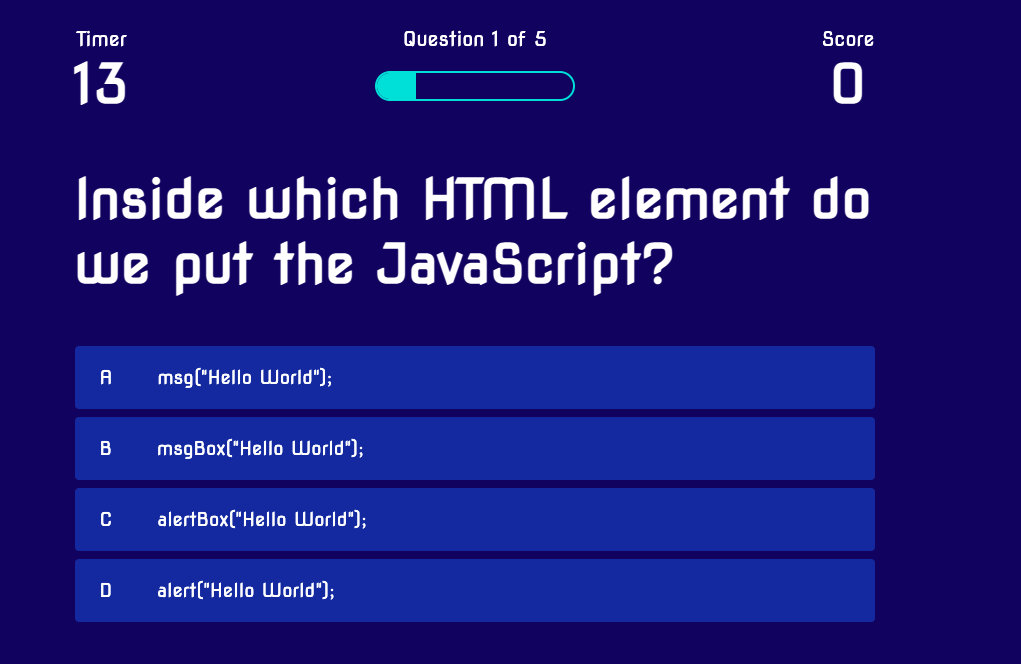 Timer
Question 1 of 5
Score
13
0
Inside which HTML element do
we put the JavaScript?
A msg("Hello World");
B msgBox("Hello World");
C alertBox("Hello World");
D alert("Hello World");